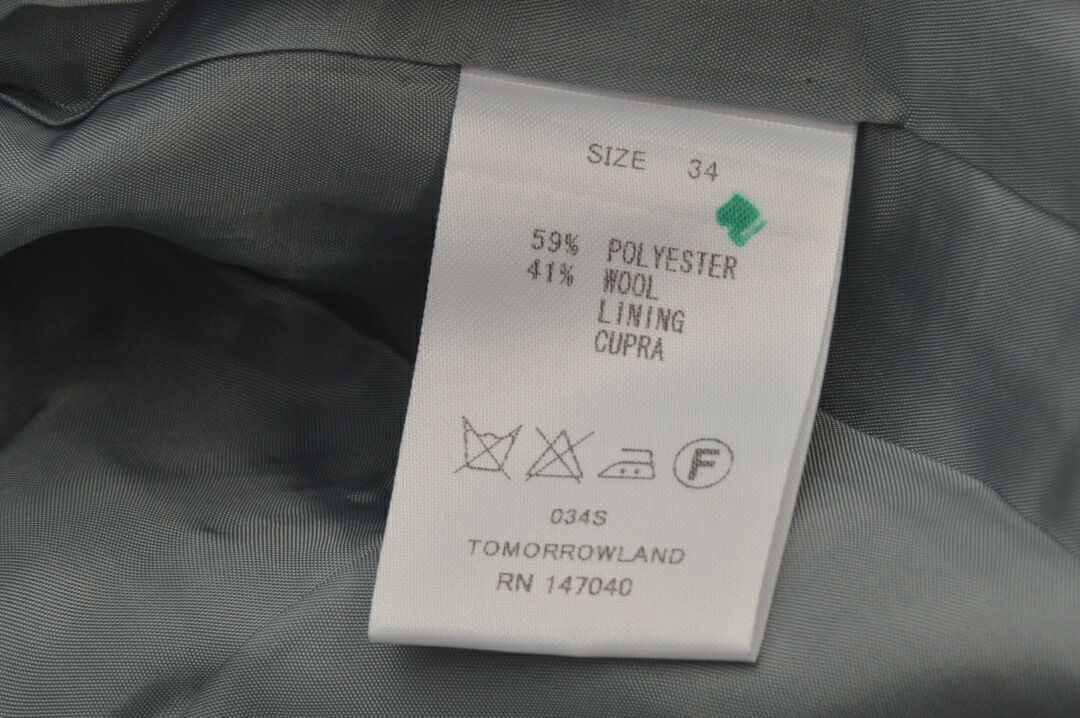 SIZE 34
59% POLYESTER
41% WOOL
LINING
CUPRA
F
034S
TOMORROWLAND
RN 147040